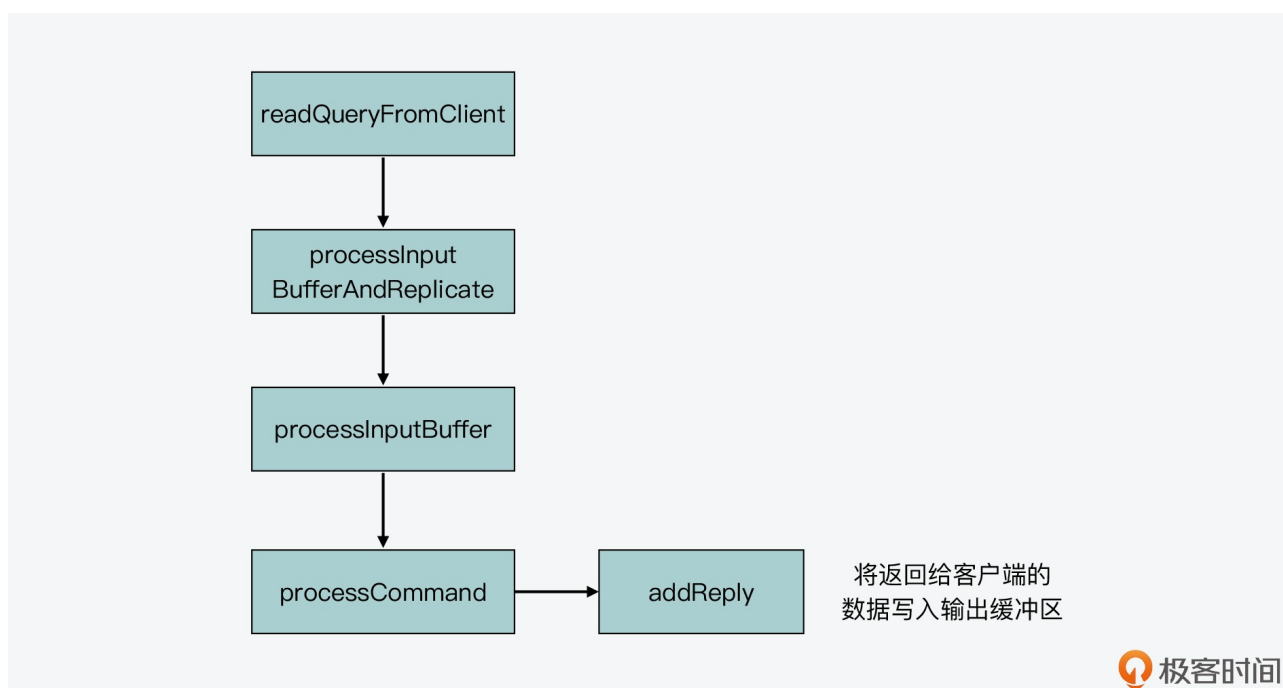 readQueryFromClient
processInput
BufferAndReplicate
processInputBuffer
processCommand
addReply
将返回给客户端的
数据写入输出缓冲区
极客时间